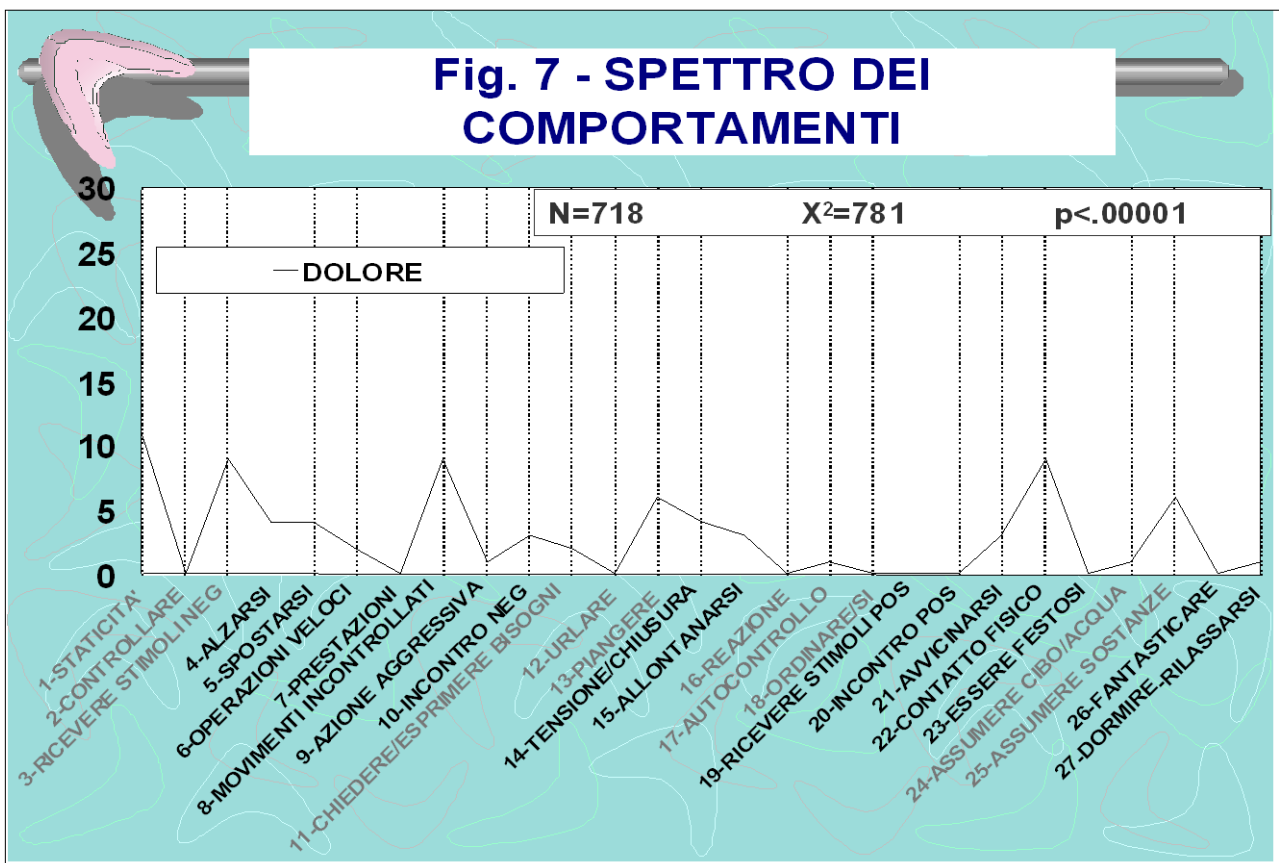 Fig. 7 - SPETTRO DEI
COMPORTAMENTI
N=718 X²=781 p<.00001
DOLORE
30
25
20
15
10
5
0
1-STATICITA'
2-CONTROLLARE
3-RICEVERE STIMOLI NEG
4-ALZARSI
5-SPOSTARSI
6-OPERAZIONI VELOCI
7-PRESTAZIONI
8-MOVIMENTI INCONTROLLATI
9-AZIONE AGGRESSIVA
10-INCONTRO NEG
11-CHIEDERE/ESPRIMERE BISOGNI
12-URLARE
13-PIANGERE
14-TENSIONE/CHIUSURA
15-ALLONTANARSI
16-REAZIONE
17-AUTOCONTROLLO
18-ORDINARE/SI
19-RICEVERE STIMOLI POS
20-INCONTRO POS
21-AVVICINARSI
22-CONTATTO FISICO
23-ESSERE FESTOSI
24-ASSUMIERE CIBO/ACQUA
25-ASSUMERE SOSTANZE
26-FANTASTICARE
27-DORMIRE-RILASSARSI